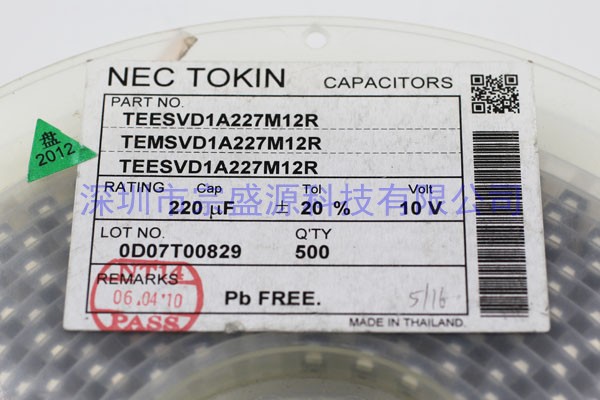 NEC TOKIN CAPACITORS
PART NO.
TEESVD1A227M12R
TEMSVD1A227M12R
TEESVD1A227M12R
盘
2012
RATING Cap Tol Volt
220 µF ± 20 % 10 V
深圳市宇盛源科技有限公司
LOT NO. Q'TY
0D07T00829 500
REMARKS
NT14
06.04'10
PASS
Pb FREE.
5/16
MADE IN THAILAND.